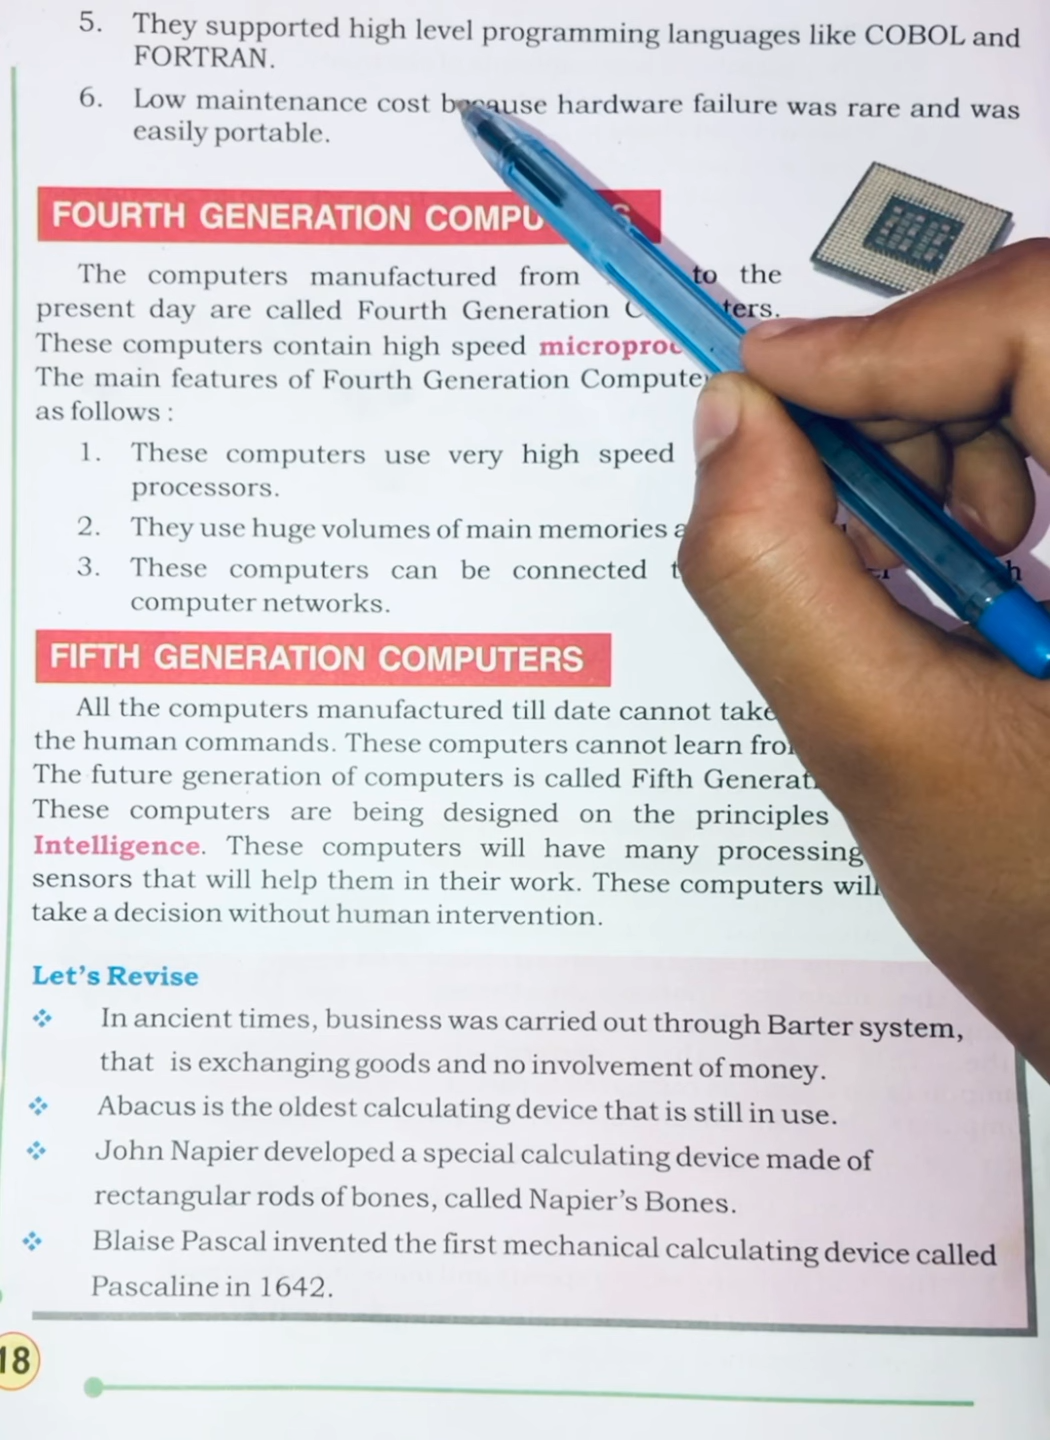 5. They supported high level programming languages like COBOL and
FORTRAN.
6. Low maintenance cost because hardware failure was rare and was
easily portable.
FOURTH GENERATION COMPUTERS
The computers manufactured from to the
present day are called Fourth Generation
These computers contain high speed
The main features of Fourth Generation
as follows :
1. These computers use very high speed
processors.
2. They use huge volumes of main memories
3. These computers can be connected
computer networks.
FIFTH GENERATION COMPUTERS
All the computers manufactured till date cannot take
the human commands. These computers cannot learn
The future generation of computers is called Fifth
These computers are being designed on the principles
Intelligence. These computers will have many processing
sensors that will help them in their work. These computers will
take a decision without human intervention.
Let's Revise
❖ In ancient times, business was carried out through Barter system,
that is exchanging goods and no involvement of money.
❖ Abacus is the oldest calculating device that is still in use.
❖ John Napier developed a special calculating device made of
rectangular rods of bones, called Napier's Bones.
❖ Blaise Pascal invented the first mechanical calculating device called
Pascaline in 1642.
18